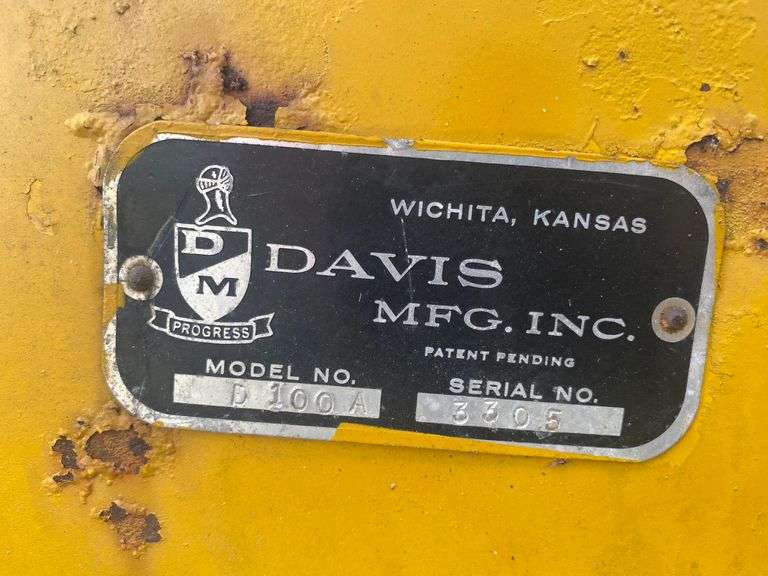 WICHITA, KANSAS
D
M
DAVIS
MFG. INC.
PROGRESS
PATENT PENDING
MODEL NO.
D 100 A
SERIAL NO.
3305